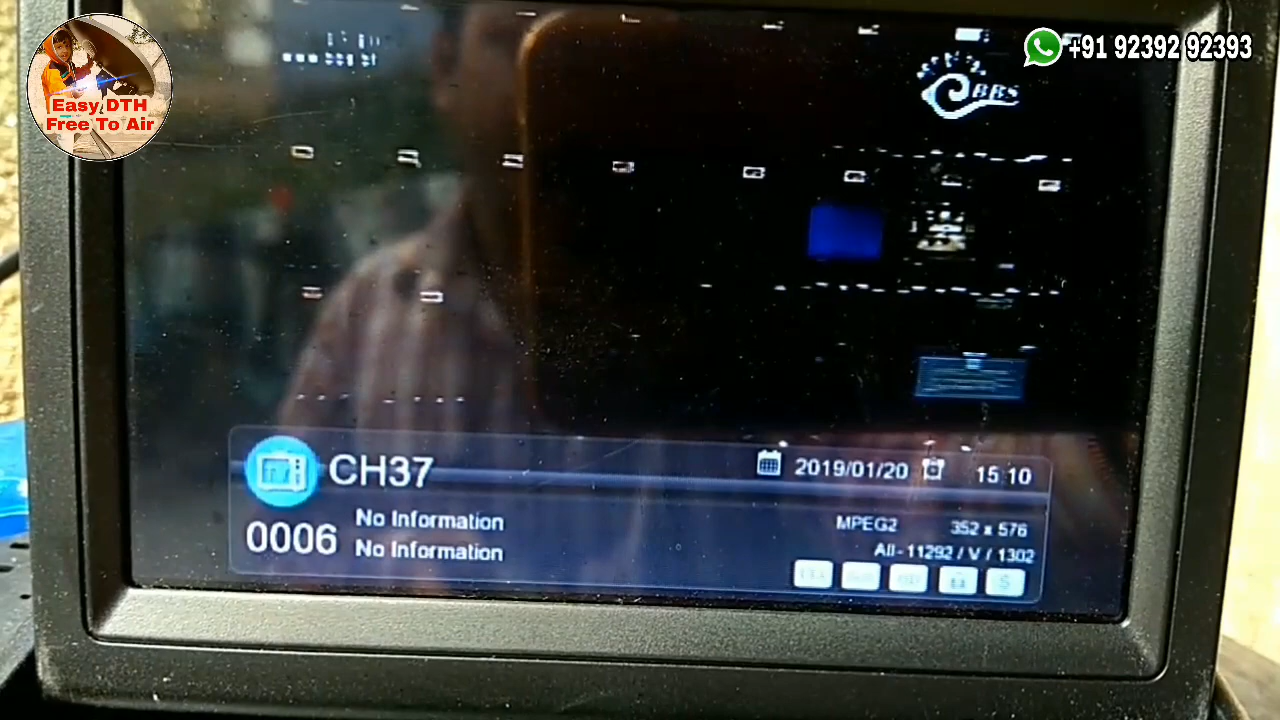 Easy DTH
Free To Air
+91 92392 92393
BBS
CH37
2019/01/20
15:10
0006
No Information
No Information
MPEG2
352 x 576
All- 11292 / V / 1302
S